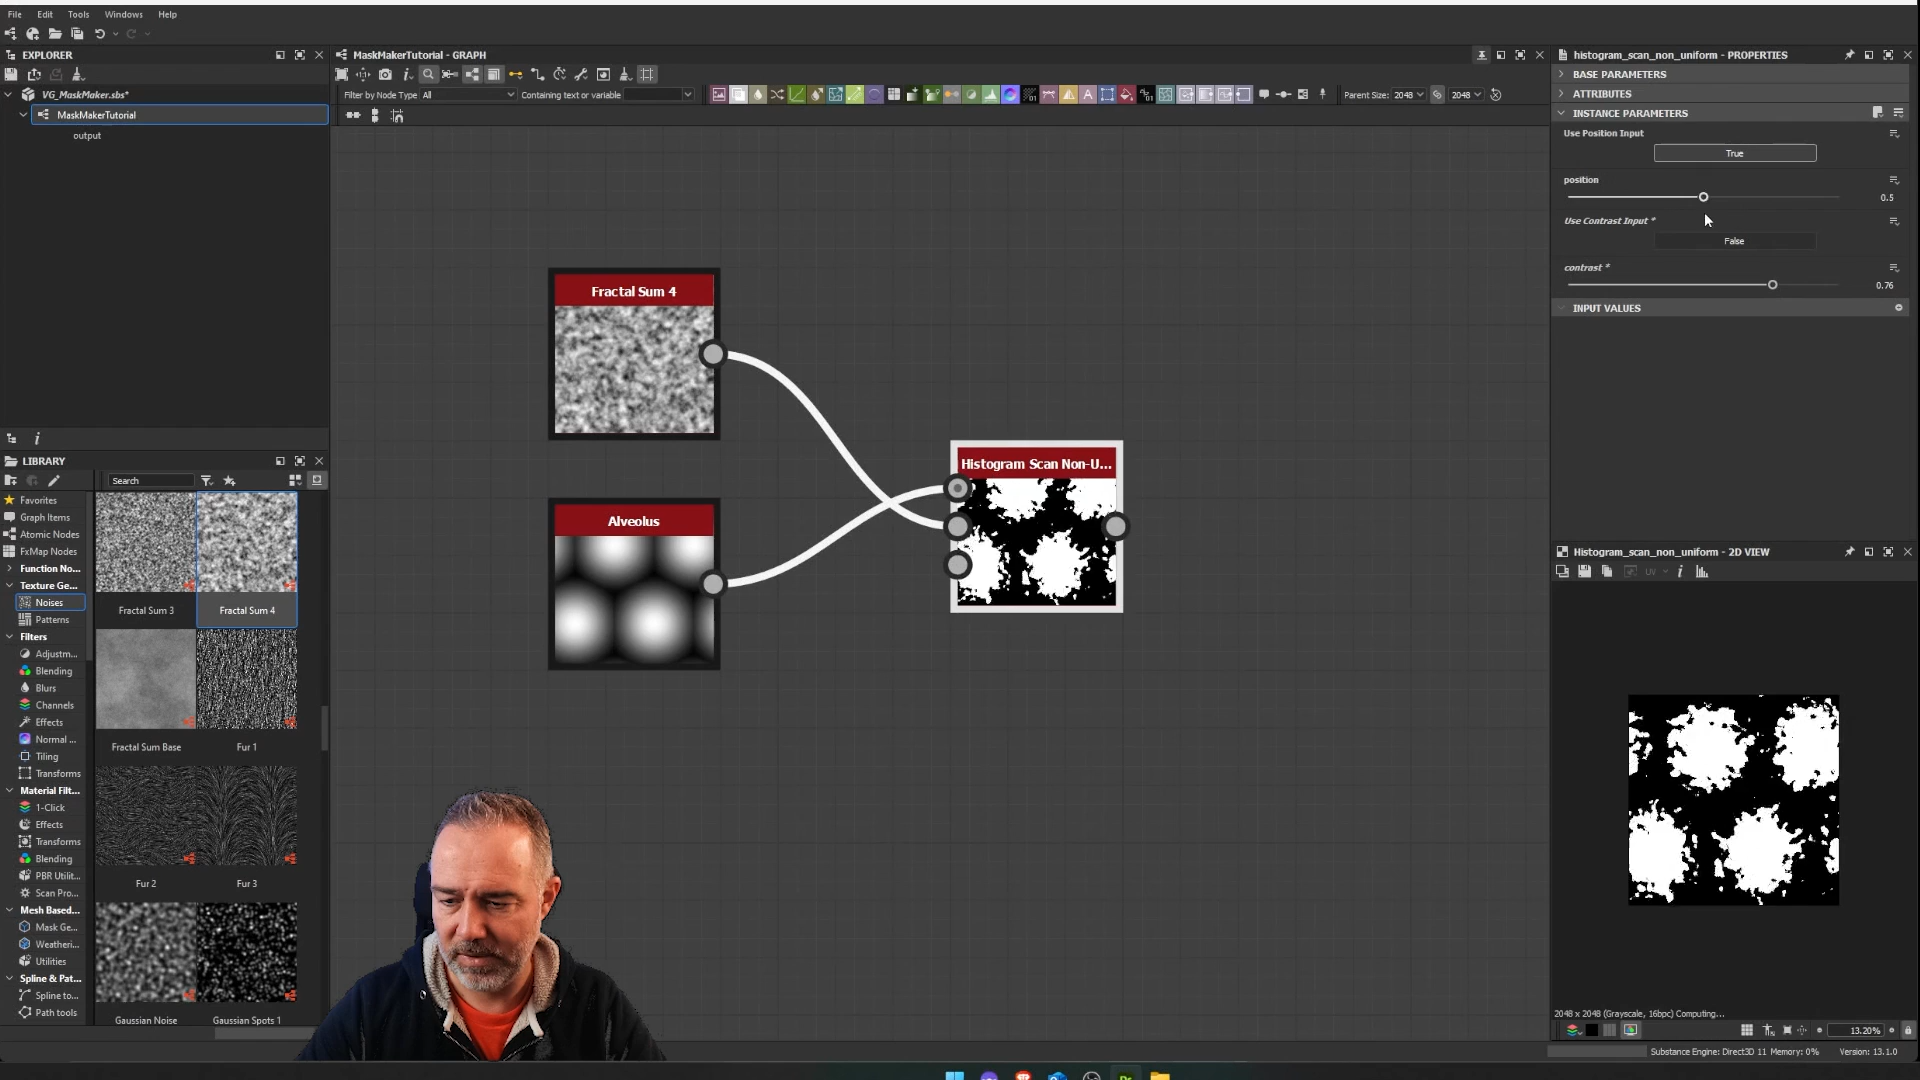 File Edit Tools Windows Help
EXPLORER
VG_MaskMaker.sbs*
MaskMakerTutorial
output
LIBRARY
Search
Favorites
Graph Items
Atomic Nodes
FxMap Nodes
Function No...
Texture Ge...
Noises
Patterns
Filters
Adjustm...
Blending
Blurs
Channels
Effects
Normal ...
Tiling
Transforms
Material Filt...
1-Click
Effects
Transforms
Blending
PBR Utilit...
Scan Pro...
Mesh Based...
Mask Ge...
Weatheri...
Utilities
Spline & Pat...
Spline to...
Path tools
Fractal Sum 3 Fractal Sum 4
Fractal Sum Base Fur 1
Fur 2 Fur 3
Gaussian Noise Gaussian Spots 1
MaskMakerTutorial - GRAPH
Filter by Node Type All Containing text or variable Parent Size: 2048 2048
Fractal Sum 4
Alveolus
Histogram Scan Non-U...
histogram_scan_non_uniform - PROPERTIES
BASE PARAMETERS
ATTRIBUTES
INSTANCE PARAMETERS
Use Position Input
True
position
0.5
Use Contrast Input *
False
contrast *
0.76
INPUT VALUES
Histogram_scan_non_uniform - 2D VIEW
UV
2048 x 2048 (Grayscale, 16bpc) Computing...
13.20%
Substance Engine: Direct3D 11 Memory: 0% Version: 13.1.0